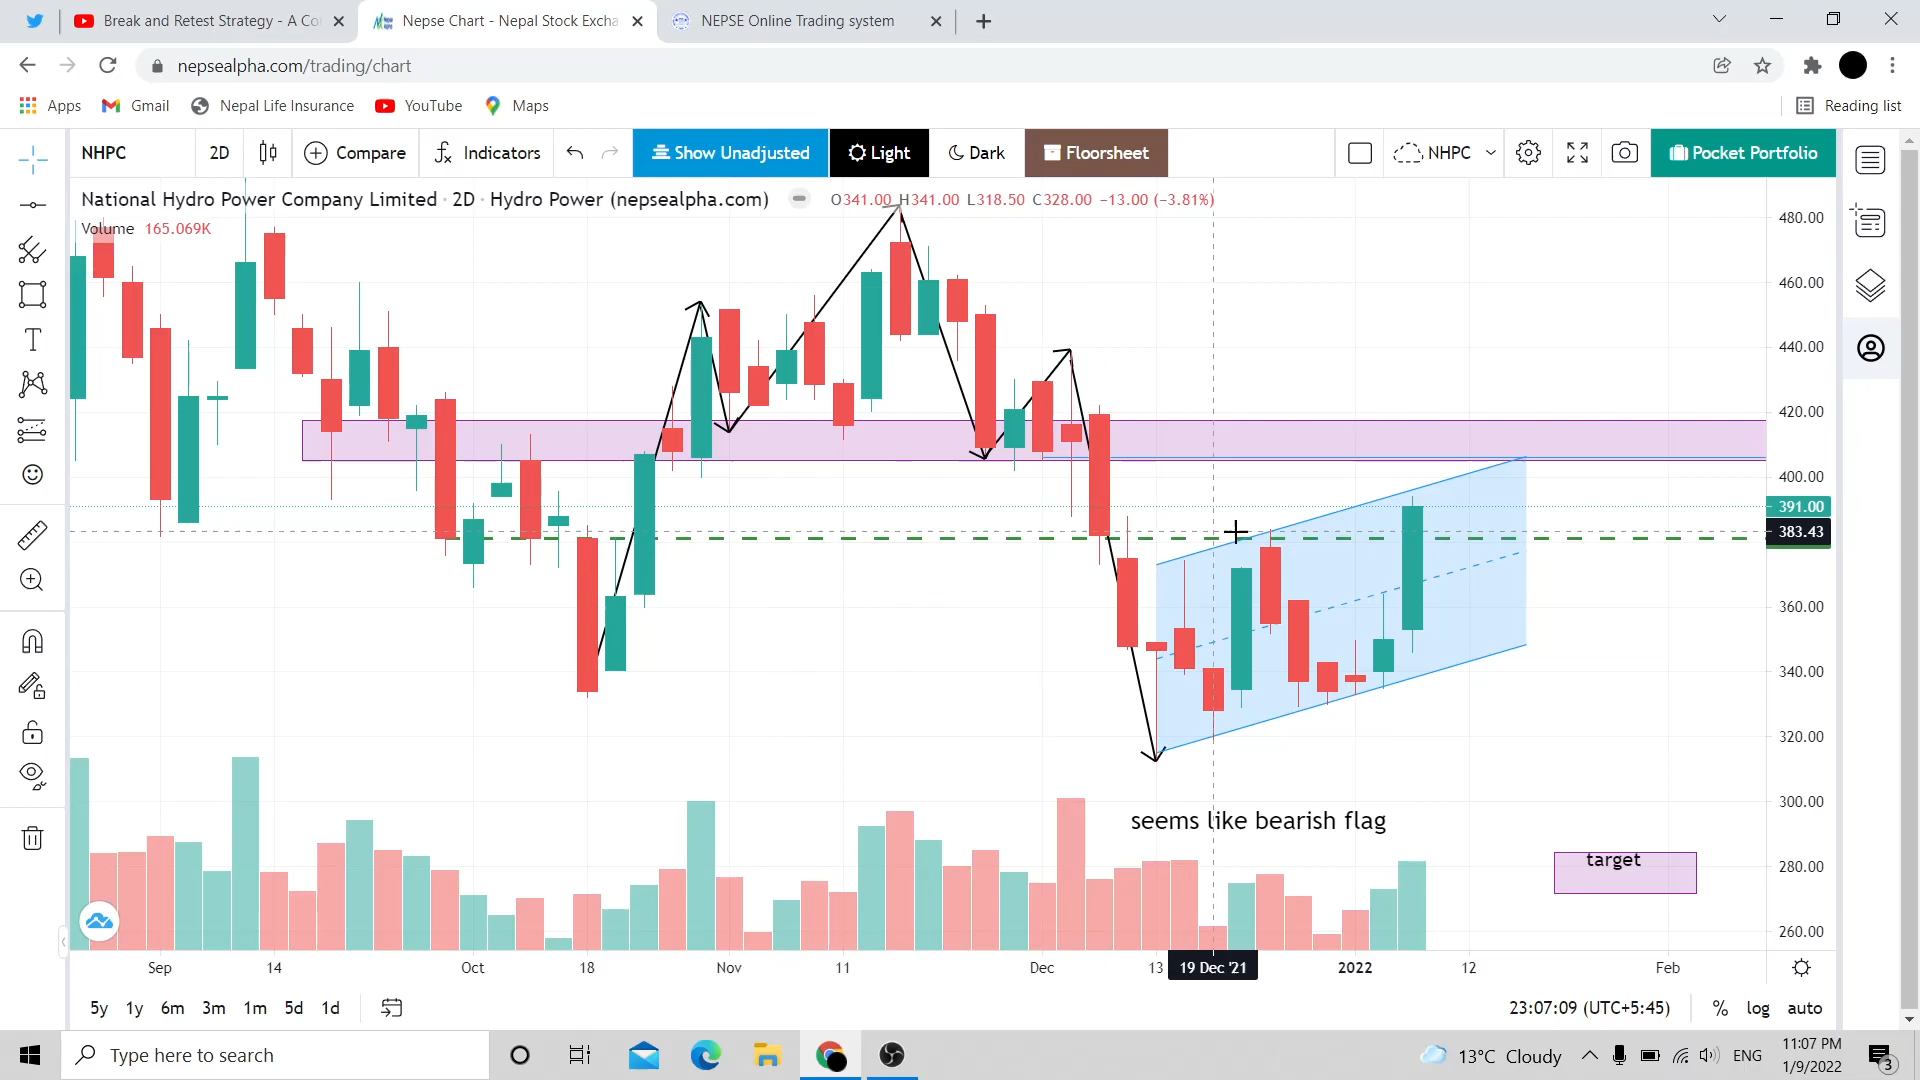 Break and Retest Strategy - A Co
Nepse Chart - Nepal Stock Excha
NEPSE Online Trading system
nepsealpha.com/trading/chart
Apps
Gmail
Nepal Life Insurance
YouTube
Maps
Reading list
NHPC
2D
Compare
Indicators
Show Unadjusted
Light
Dark
Floorsheet
NHPC
Pocket Portfolio
National Hydro Power Company Limited · 2D · Hydro Power (nepsealpha.com)
O341.00 H341.00 L318.50 C328.00 −13.00 (−3.81%)
Volume 165.069K
480.00
460.00
440.00
420.00
400.00
391.00
383.43
360.00
340.00
320.00
300.00
280.00
260.00
seems like bearish flag
target
Sep
14
Oct
18
Nov
11
Dec
13
19 Dec '21
2022
12
Feb
5y
1y
6m
3m
1m
5d
1d
23:07:09 (UTC+5:45)
%
log
auto
Type here to search
13°C Cloudy
ENG
11:07 PM
1/9/2022
3